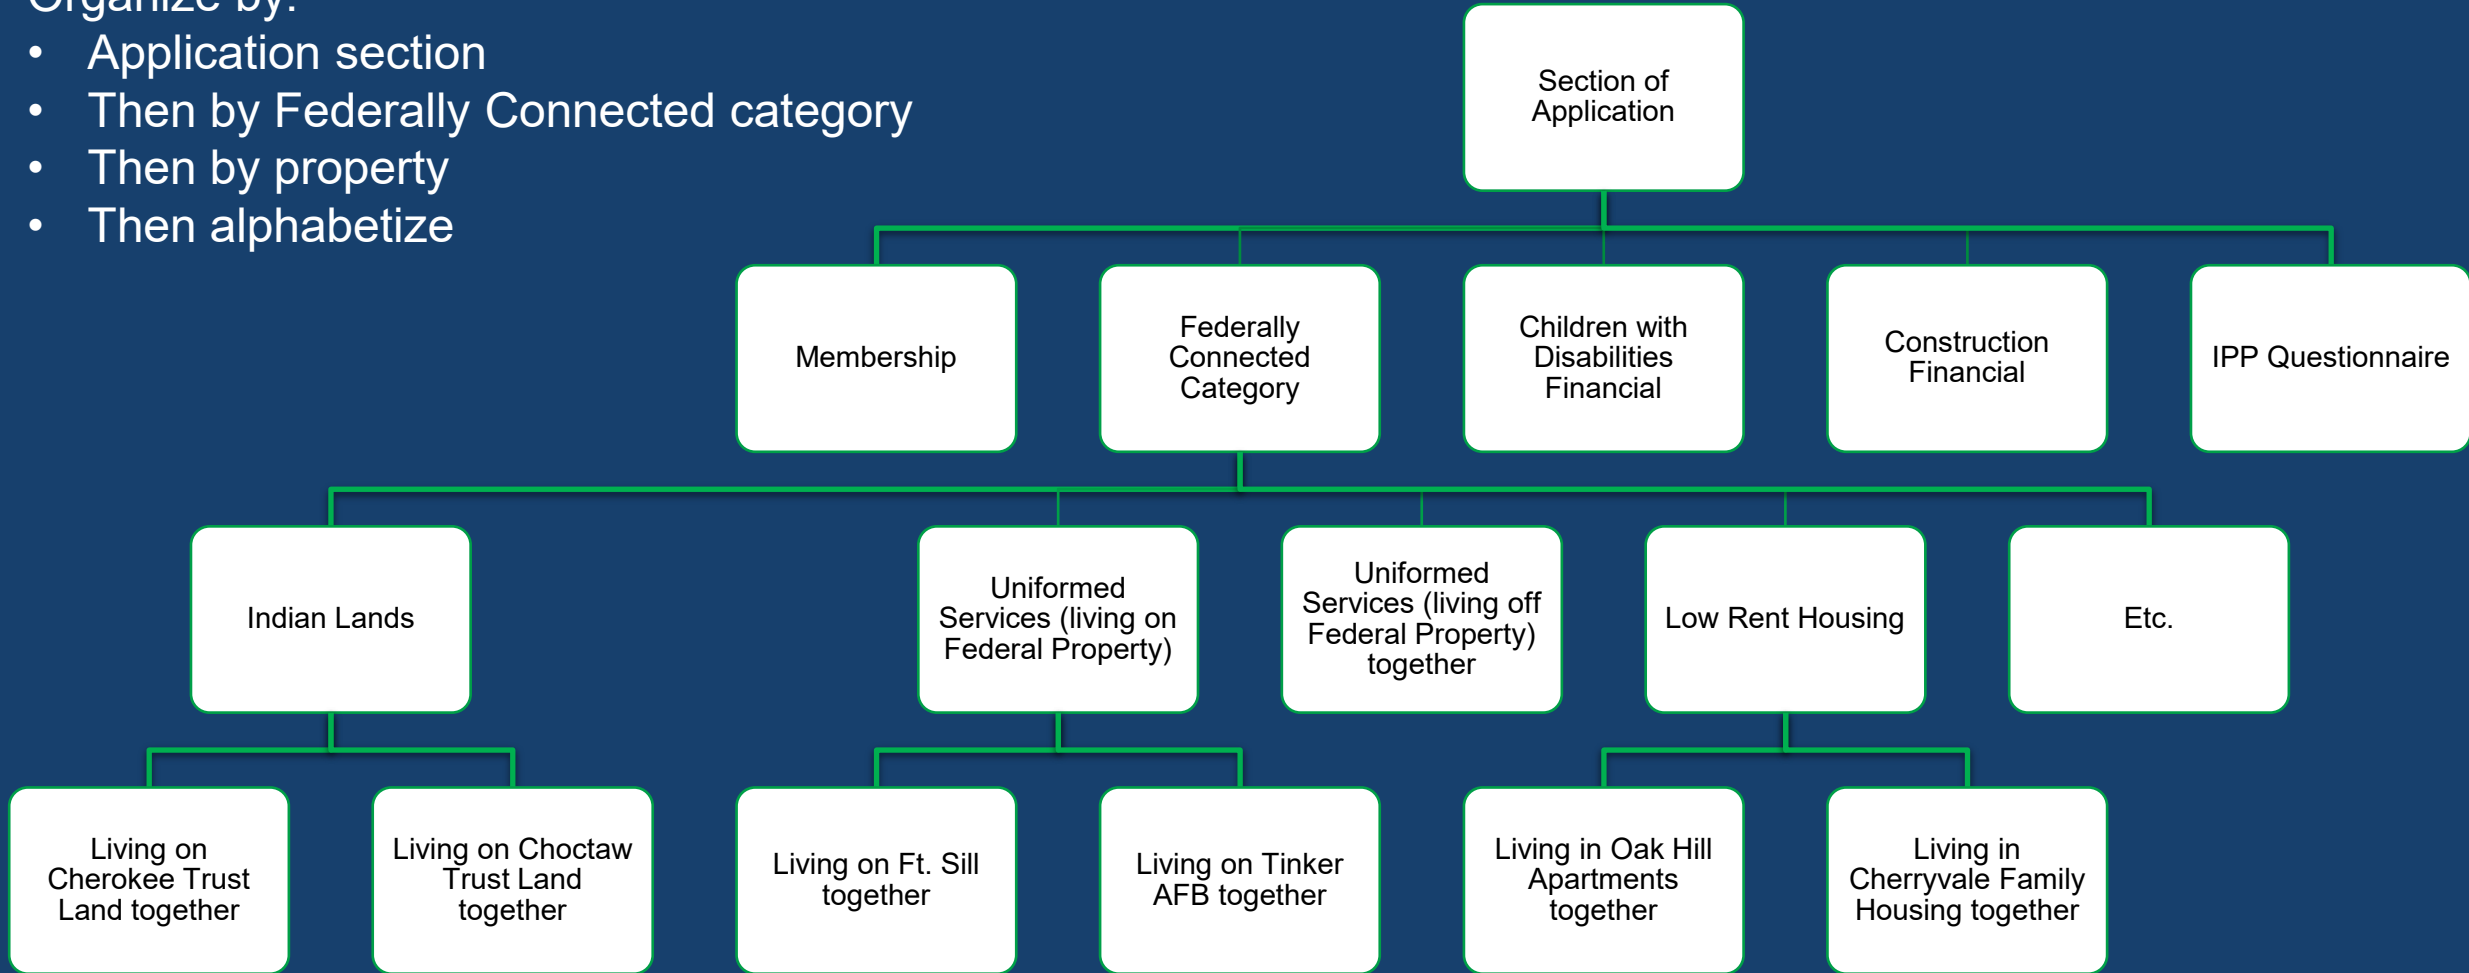 Organize by:
• Application section
• Then by Federally Connected category
• Then by property
• Then alphabetize
Section of
Application
Membership
Federally
Connected
Category
Children with
Disabilities
Financial
Construction
Financial
IPP Questionnaire
Indian Lands
Uniformed
Services (living on
Federal Property)
Uniformed
Services (living off
Federal Property)
together
Low Rent Housing
Etc.
Living on
Cherokee Trust
Land together
Living on Choctaw
Trust Land
together
Living on Ft. Sill
together
Living on Tinker
AFB together
Living in Oak Hill
Apartments
together
Living in
Cherryvale Family
Housing together